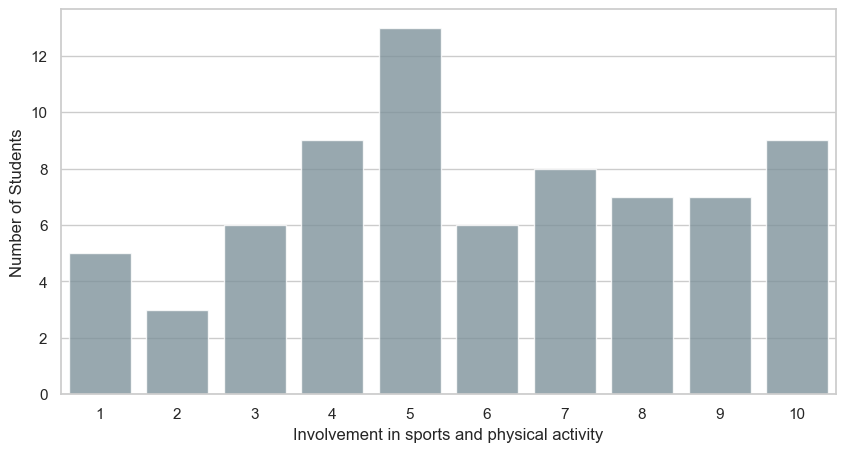 Number of Students
12
10
8
6
4
2
0
1 2 3 4 5 6 7 8 9 10
Involvement in sports and physical activity